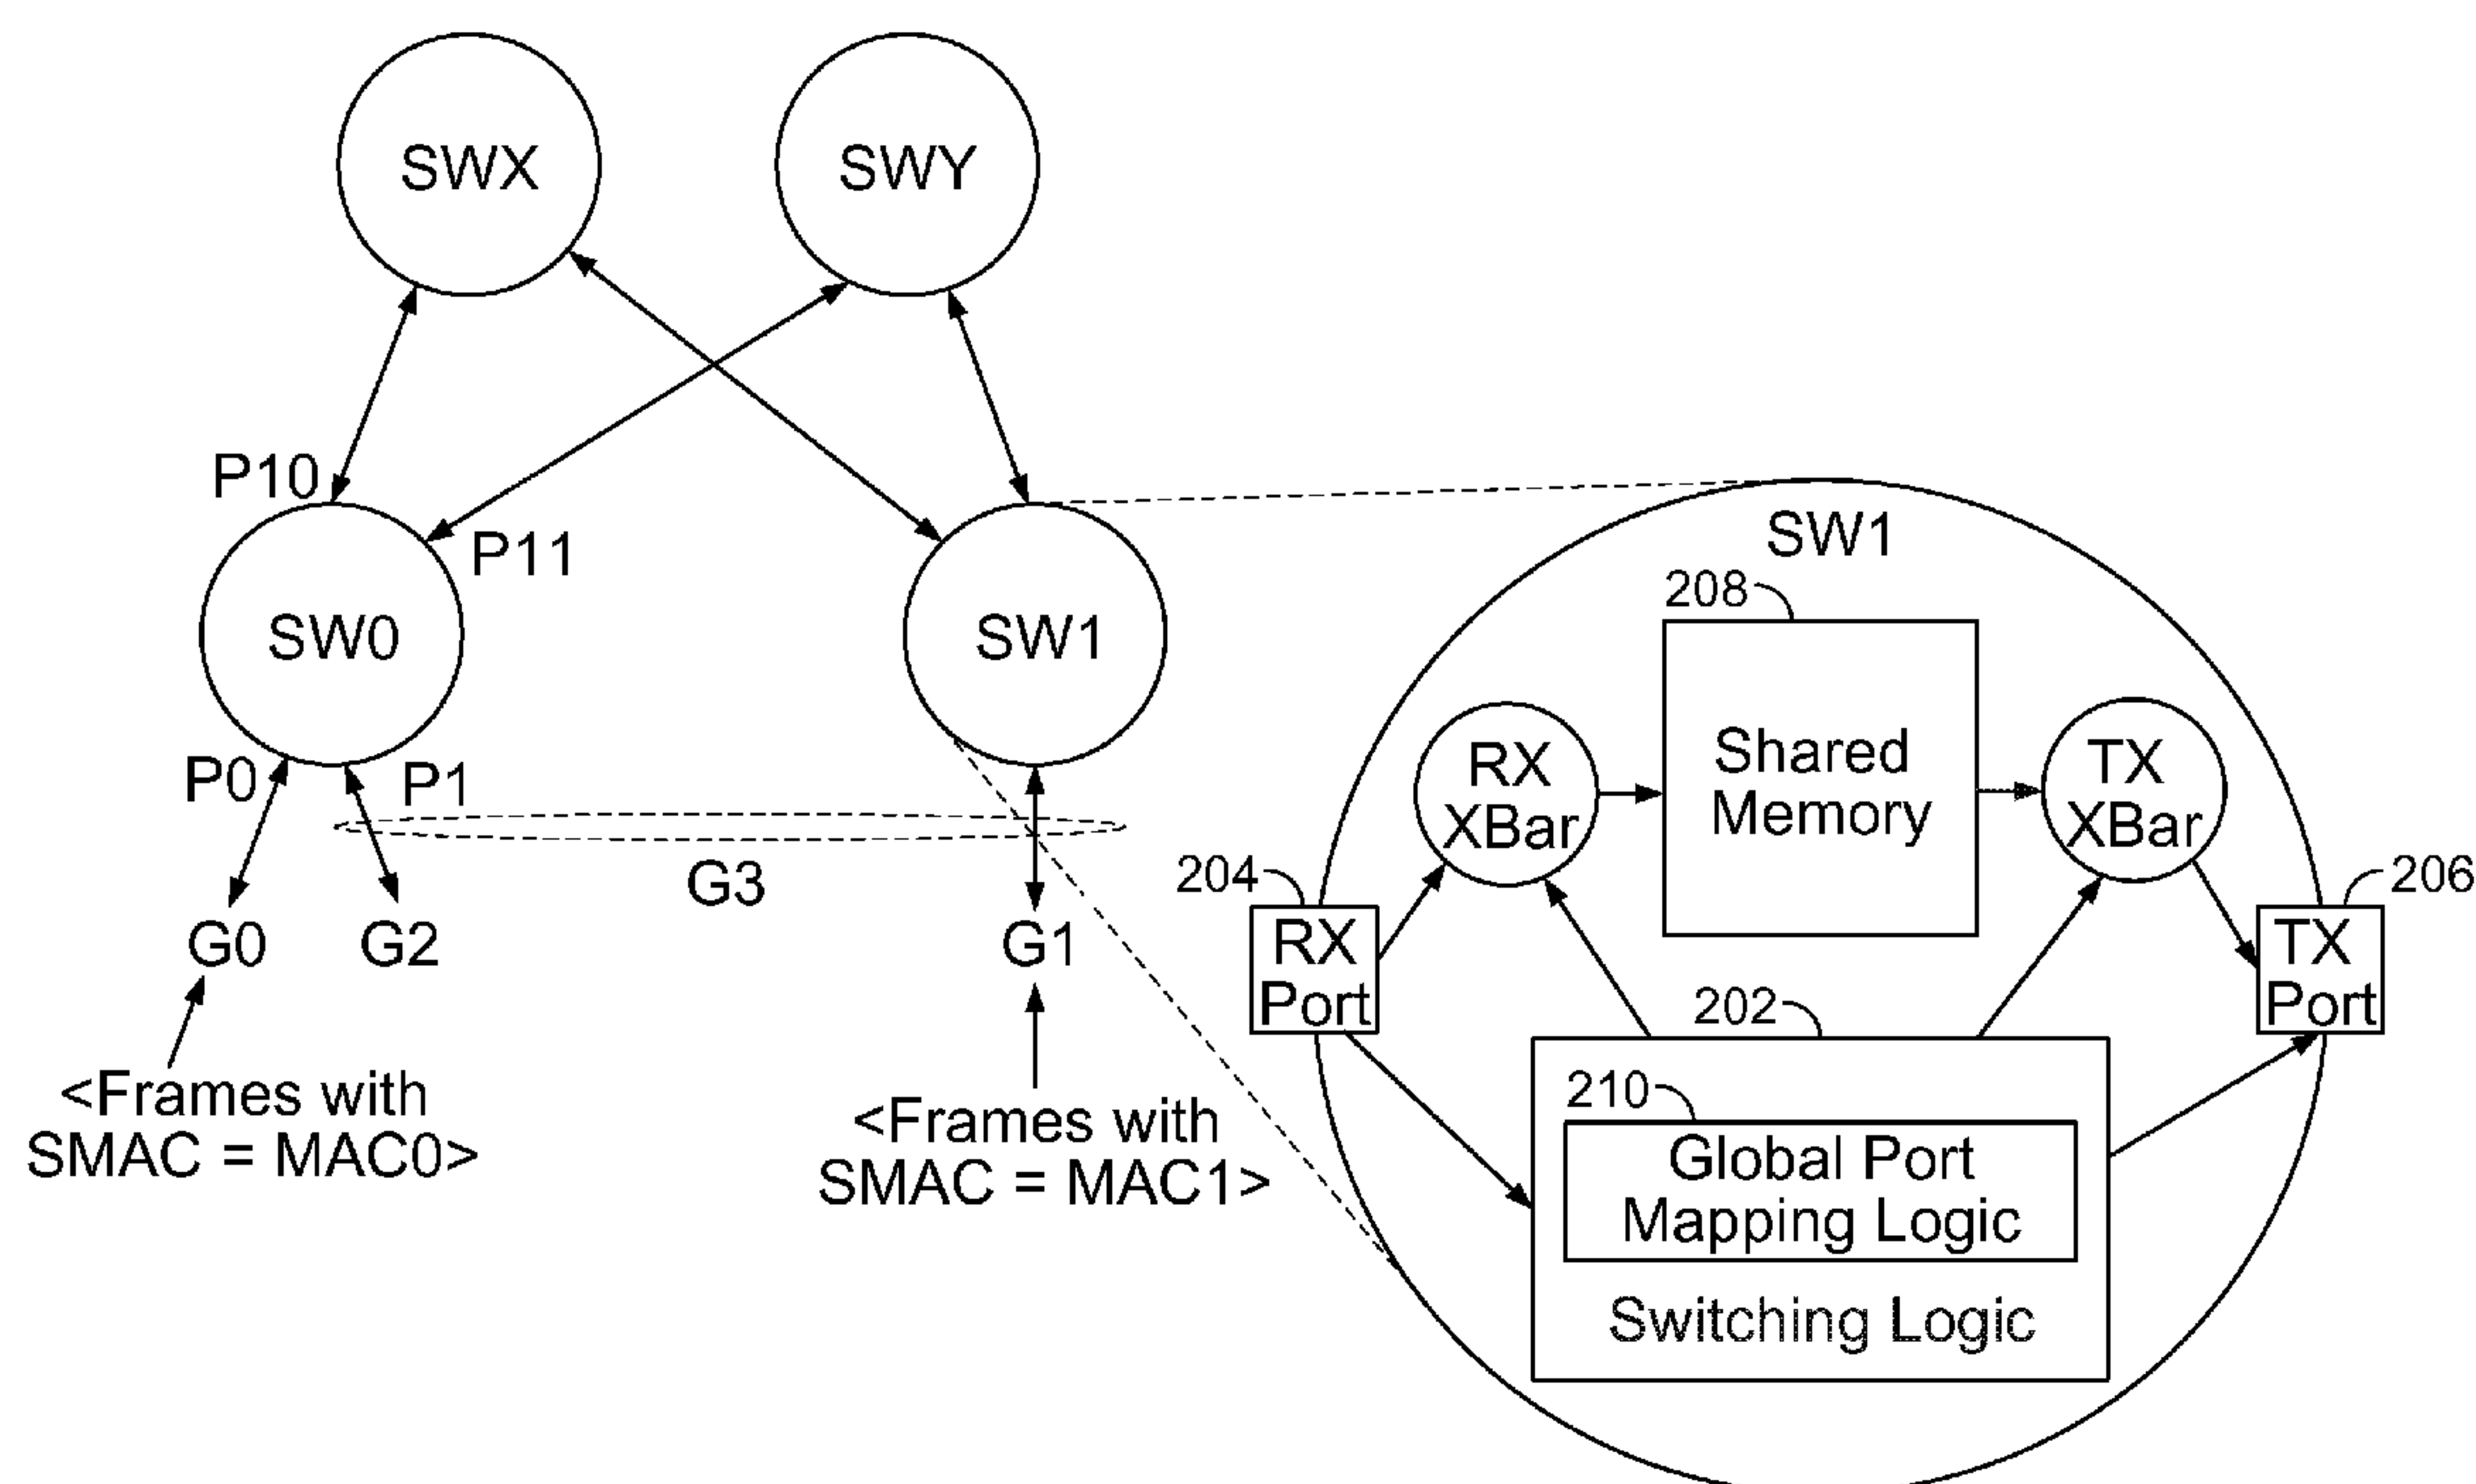 SWX
SWY
P10
P11
SW0
SW1
P0
P1
G3
G0
G2
G1
<Frames with
SMAC = MAC0>
<Frames with
SMAC = MAC1>
SW1
208
Shared
Memory
RX
XBar
TX
XBar
204
RX
Port
206
TX
Port
202
210
Global Port
Mapping Logic
Switching Logic